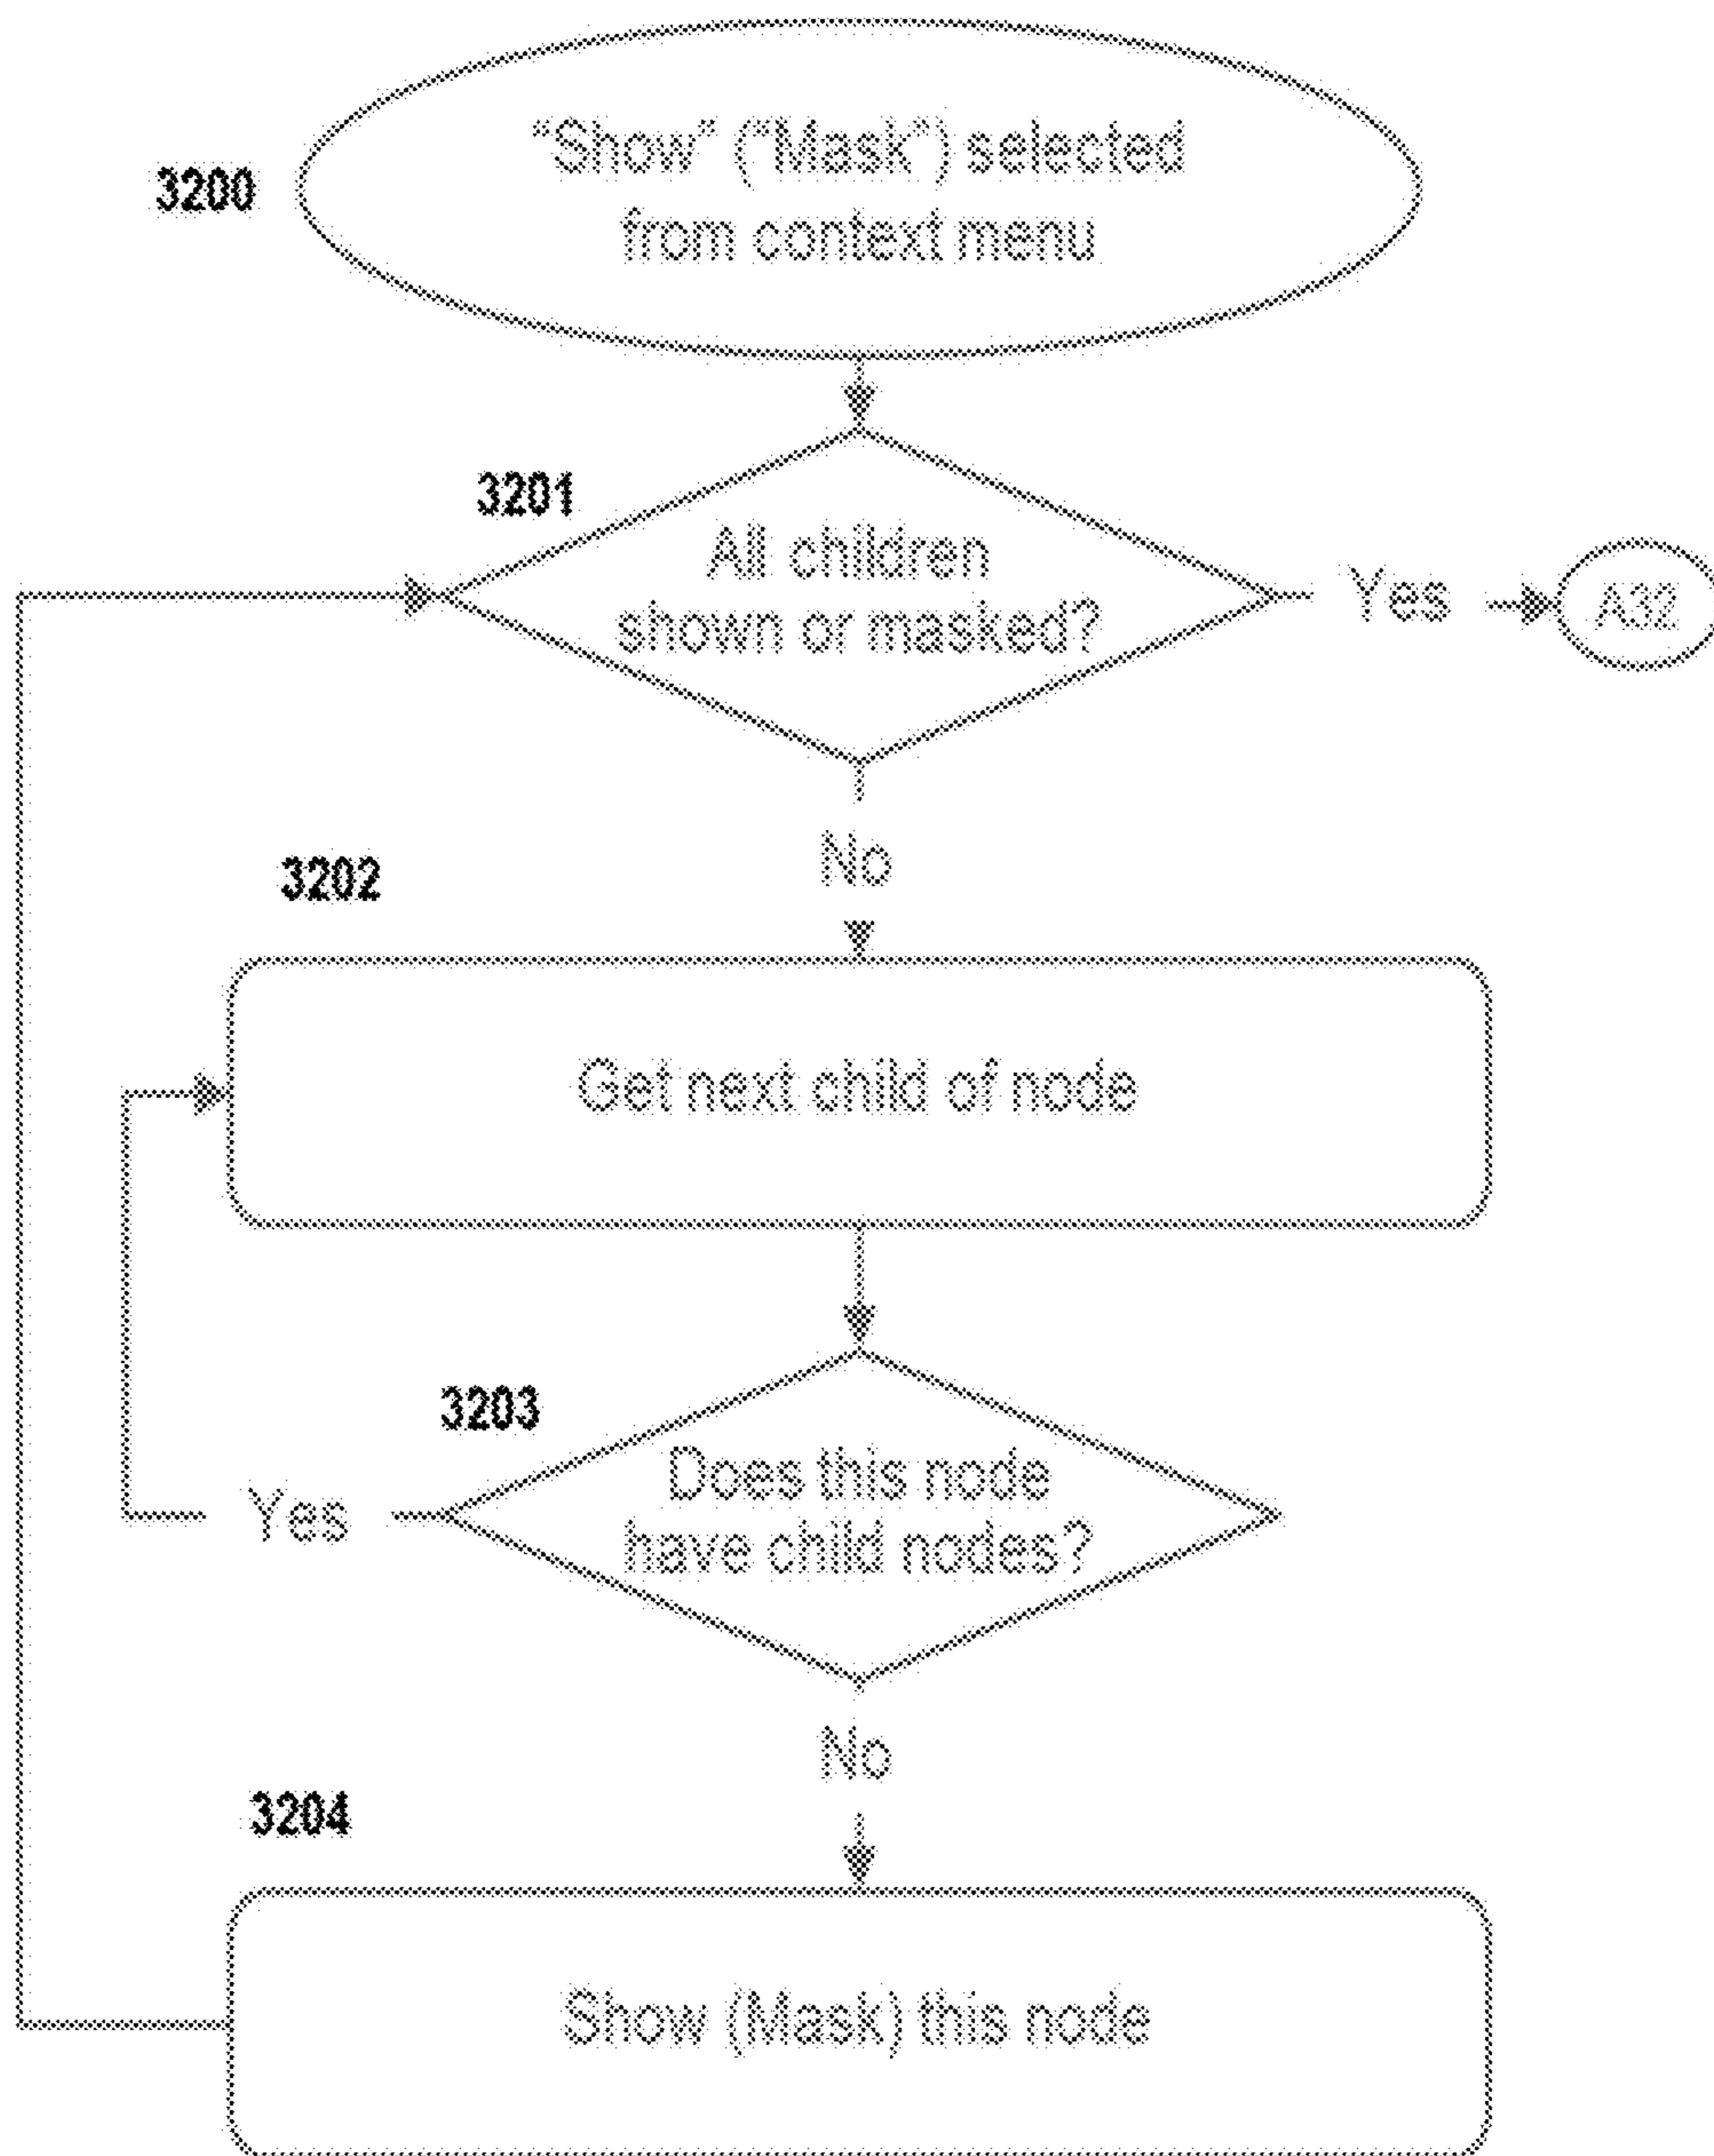 3200
“Show” (“Mask”) selected
from context menu
3201
All children
shown or masked?
Yes
A32
No
3202
Get next child of node
3203
Does this node
have child nodes?
Yes
No
3204
Show (Mask) this node